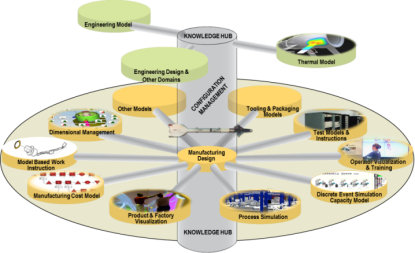 Engineering Model
KNOWLEDGE HUB
Thermal Model
Engineering Design &
Other Domains
CONFIGURATION
MANAGEMENT
Other Models
Tooling & Packaging
Models
Dimensional Management
Test Models &
Instructions
Manufacturing
Design
Model Based Work
Instruction
Operator Visualization
& Training
Manufacturing Cost Model
Discrete Event Simulation
Capacity Model
Product & Factory
Visualization
Process Simulation
KNOWLEDGE HUB